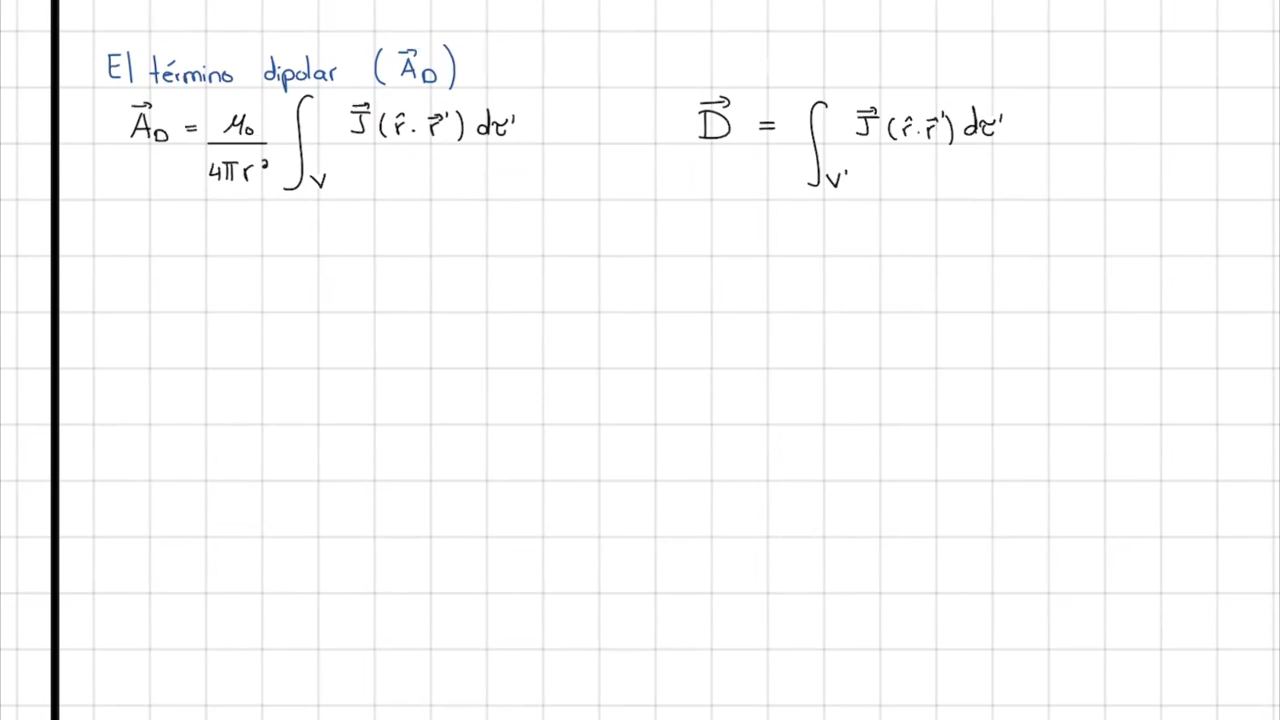 El término dipolar (A⃗_D)
A⃗_D = μ₀/4πr² ∫_V J⃗(r̂·r⃗') dτ'
D⃗ = ∫_V' J⃗(r̂·r⃗') dτ'